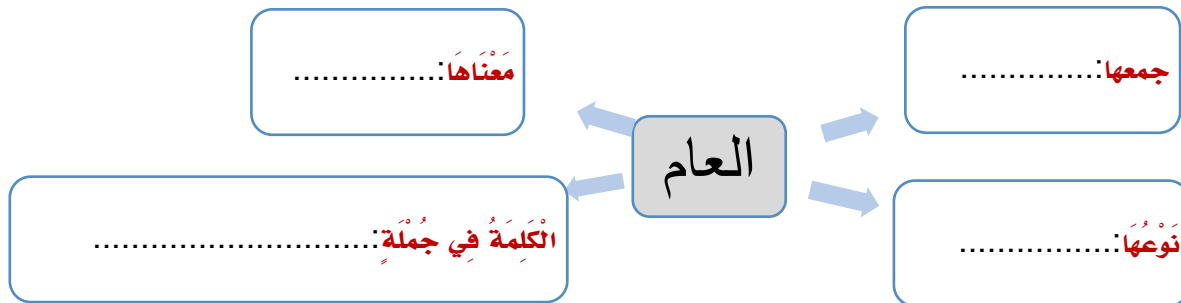 جمعها:..............
مَعْنَاهَا:...............
العام
نَوْعُهَا:................
الْكَلِمَةُ فِي جُمْلَةٍ:.............................